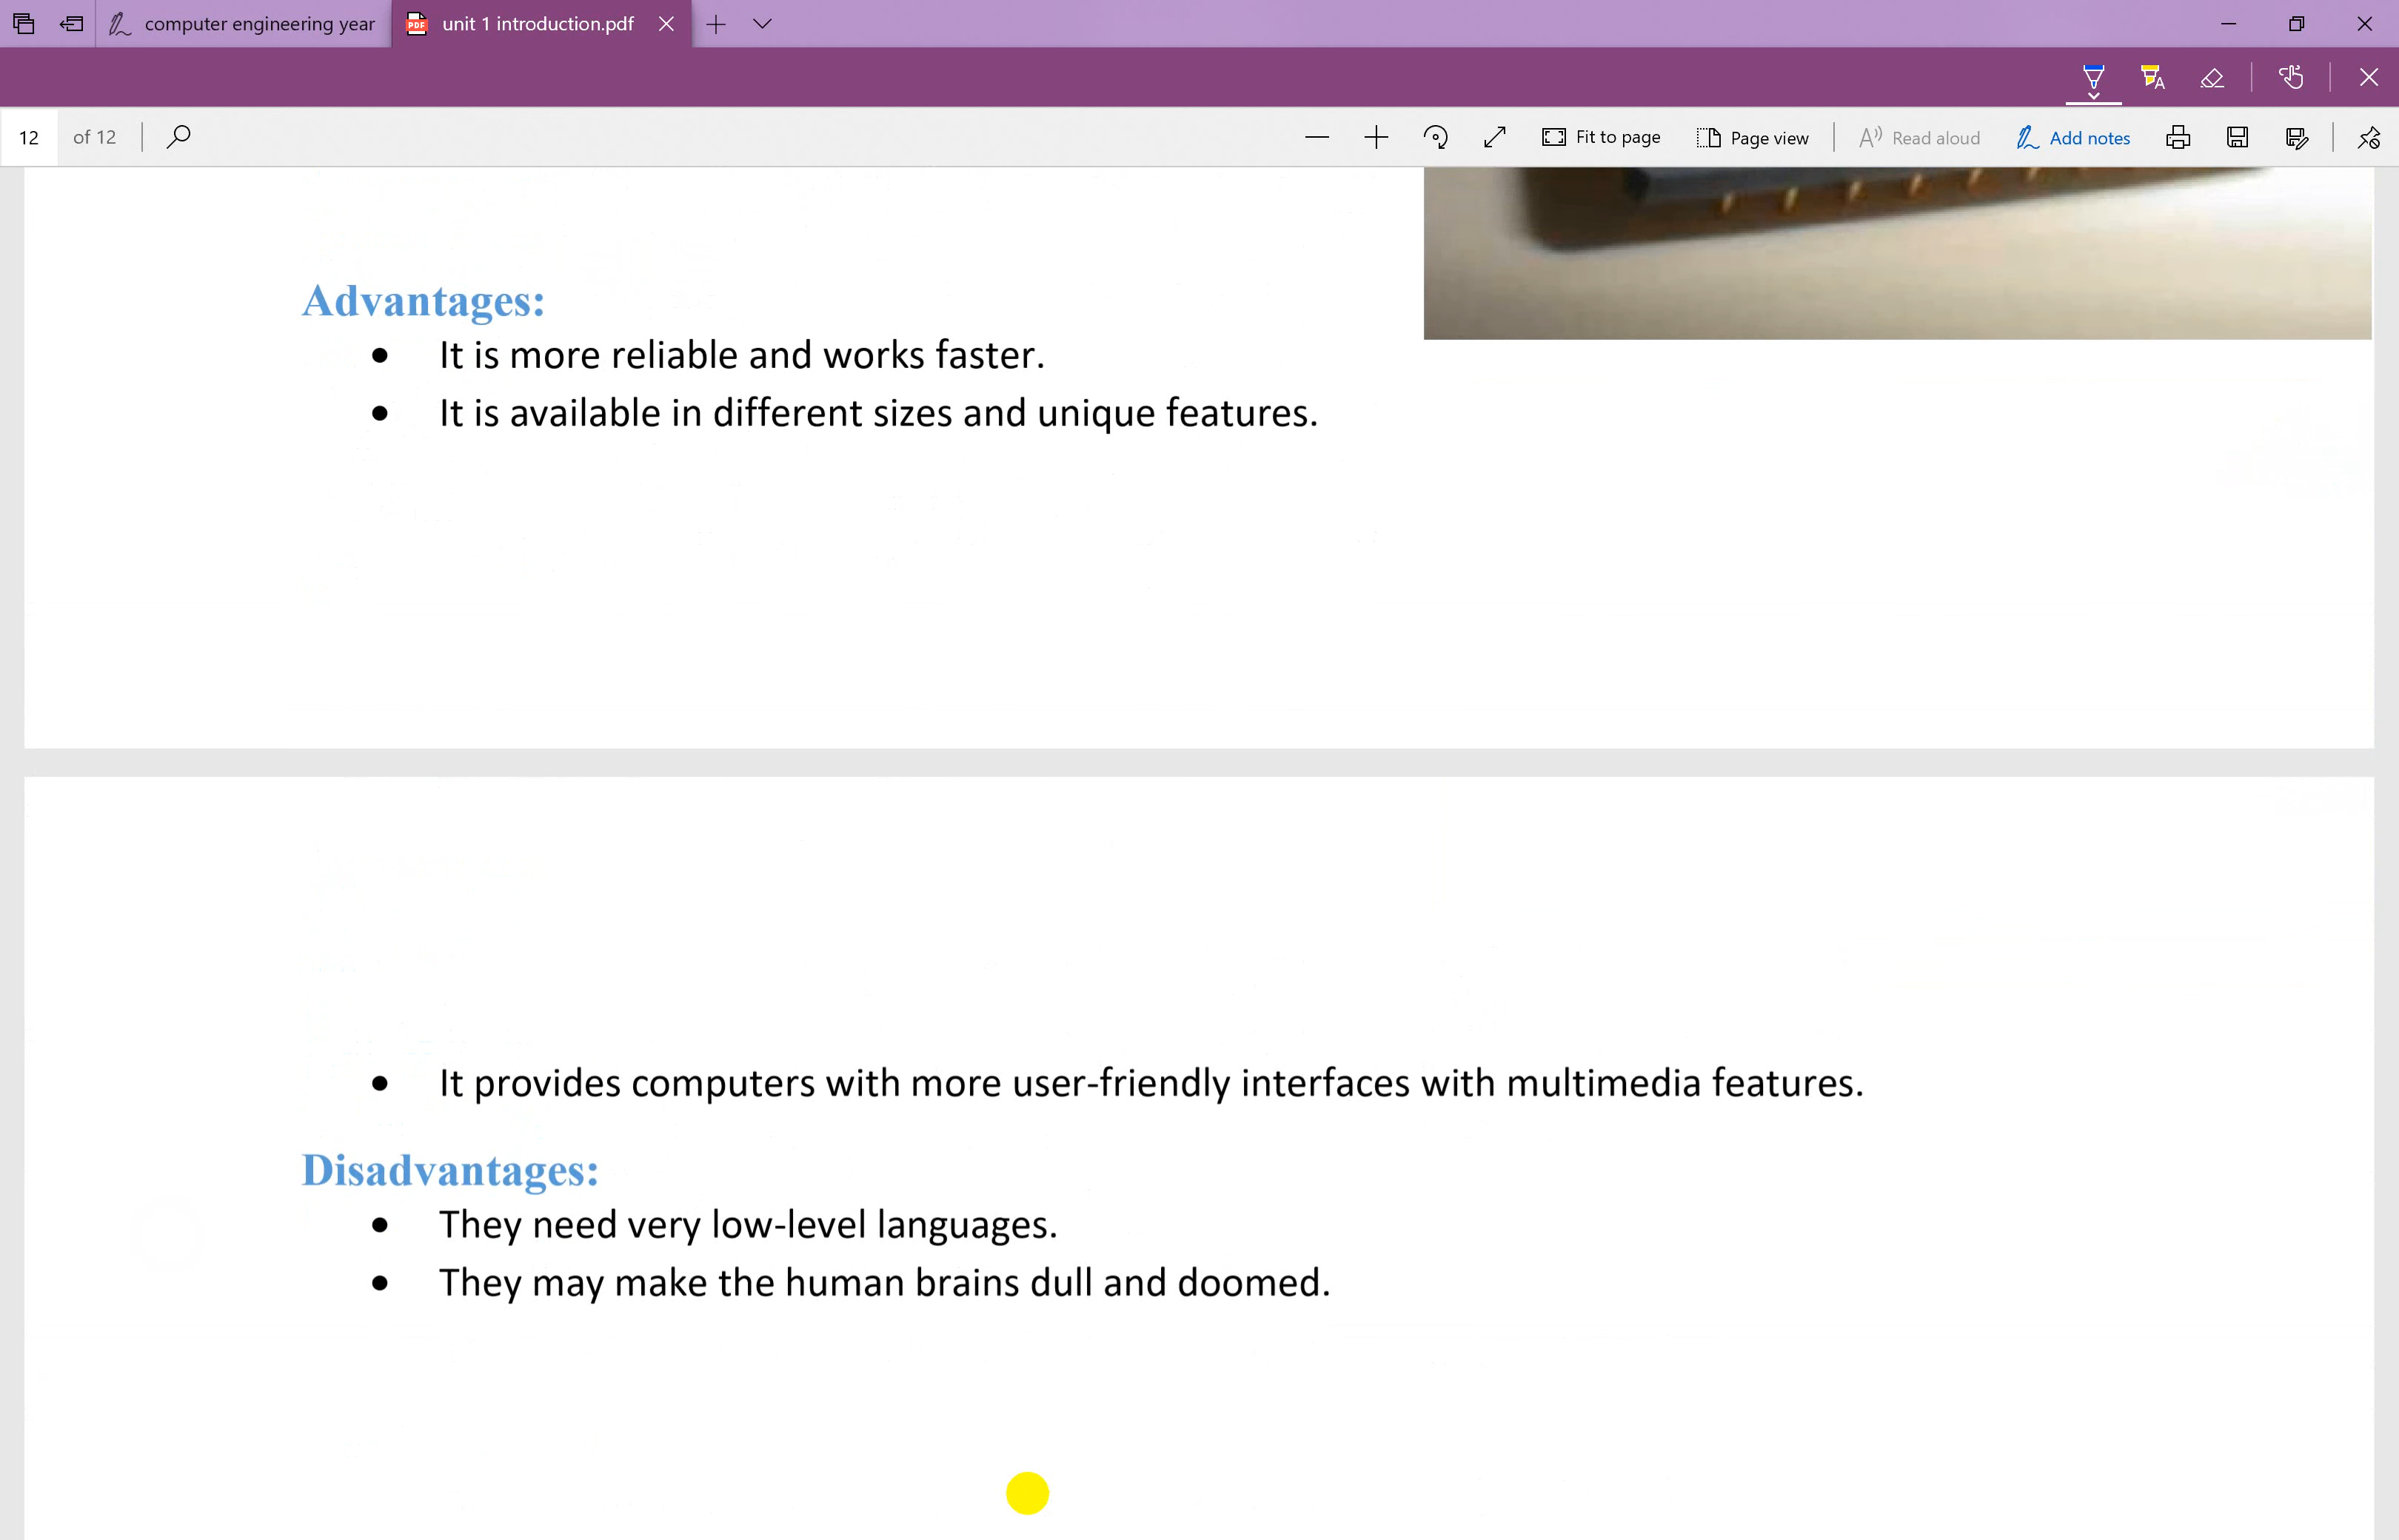 computer engineering year
unit 1 introduction.pdf
12 of 12
Fit to page
Page view
Read aloud
Add notes
Advantages:
• It is more reliable and works faster.
• It is available in different sizes and unique features.
• It provides computers with more user-friendly interfaces with multimedia features.
Disadvantages:
• They need very low-level languages.
• They may make the human brains dull and doomed.